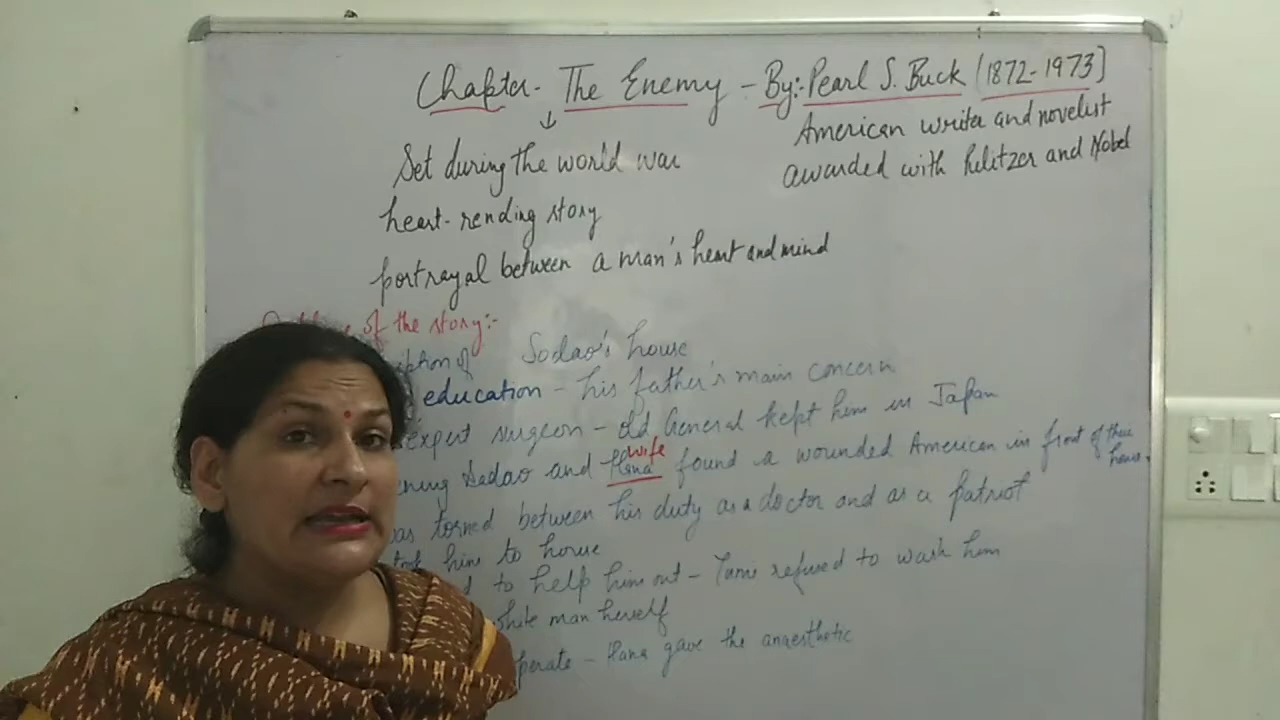 Chapter- The Enemy - By:- Pearl S. Buck (1872-1973)
American writer and novelist
awarded with Pulitzer and Nobel
↓
Set during the world war
heart-rending story
portrayal between a man's heart and mind
of the story:-
Sodao's house
education - his father's main concern
expert surgeon - old General kept him in Japan
Sadao and Hana wife found a wounded American in front of their house.
torned between his duty as a doctor and as a patriot
him to house
to help him out - Yumi refused to wash him
white man herself
- Hana gave the anaesthetic